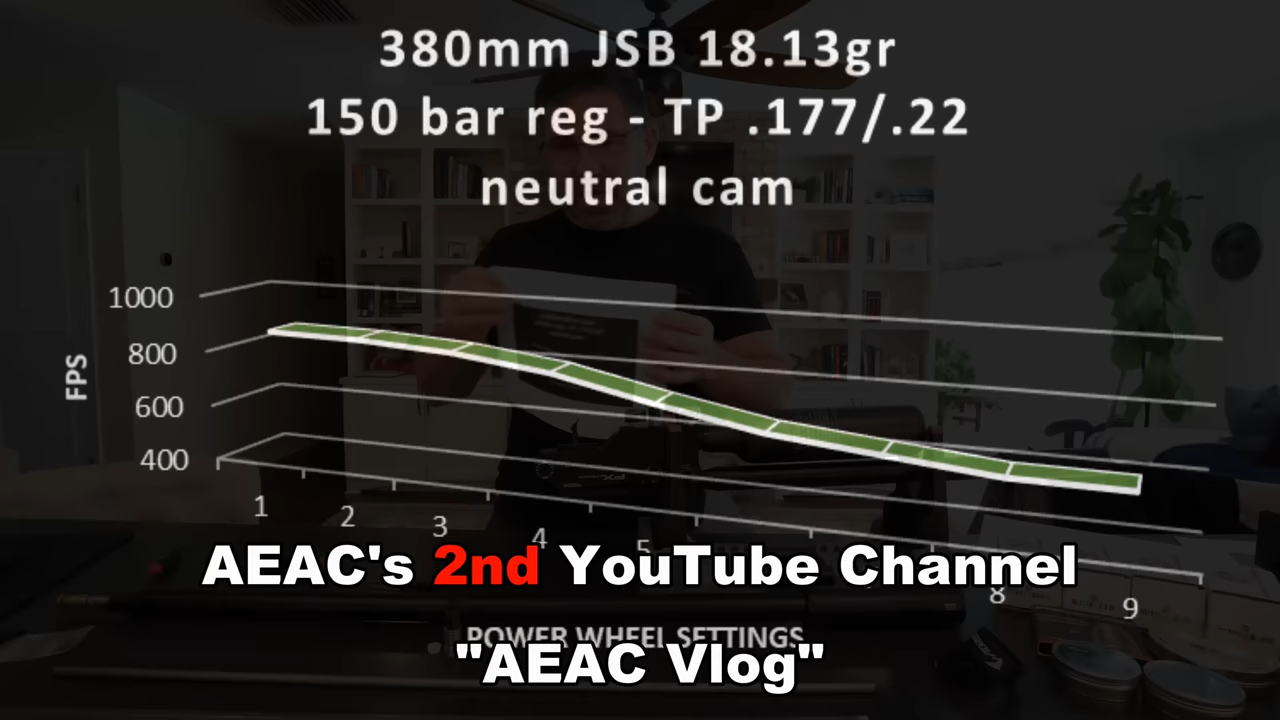 380mm JSB 18.13gr
150 bar reg - TP .177/.22
neutral cam
1000
800
600
400
FPS
1
2
3
4
5
8
9
AEAC's 2nd YouTube Channel
POWER WHEEL SETTINGS
"AEAC Vlog"